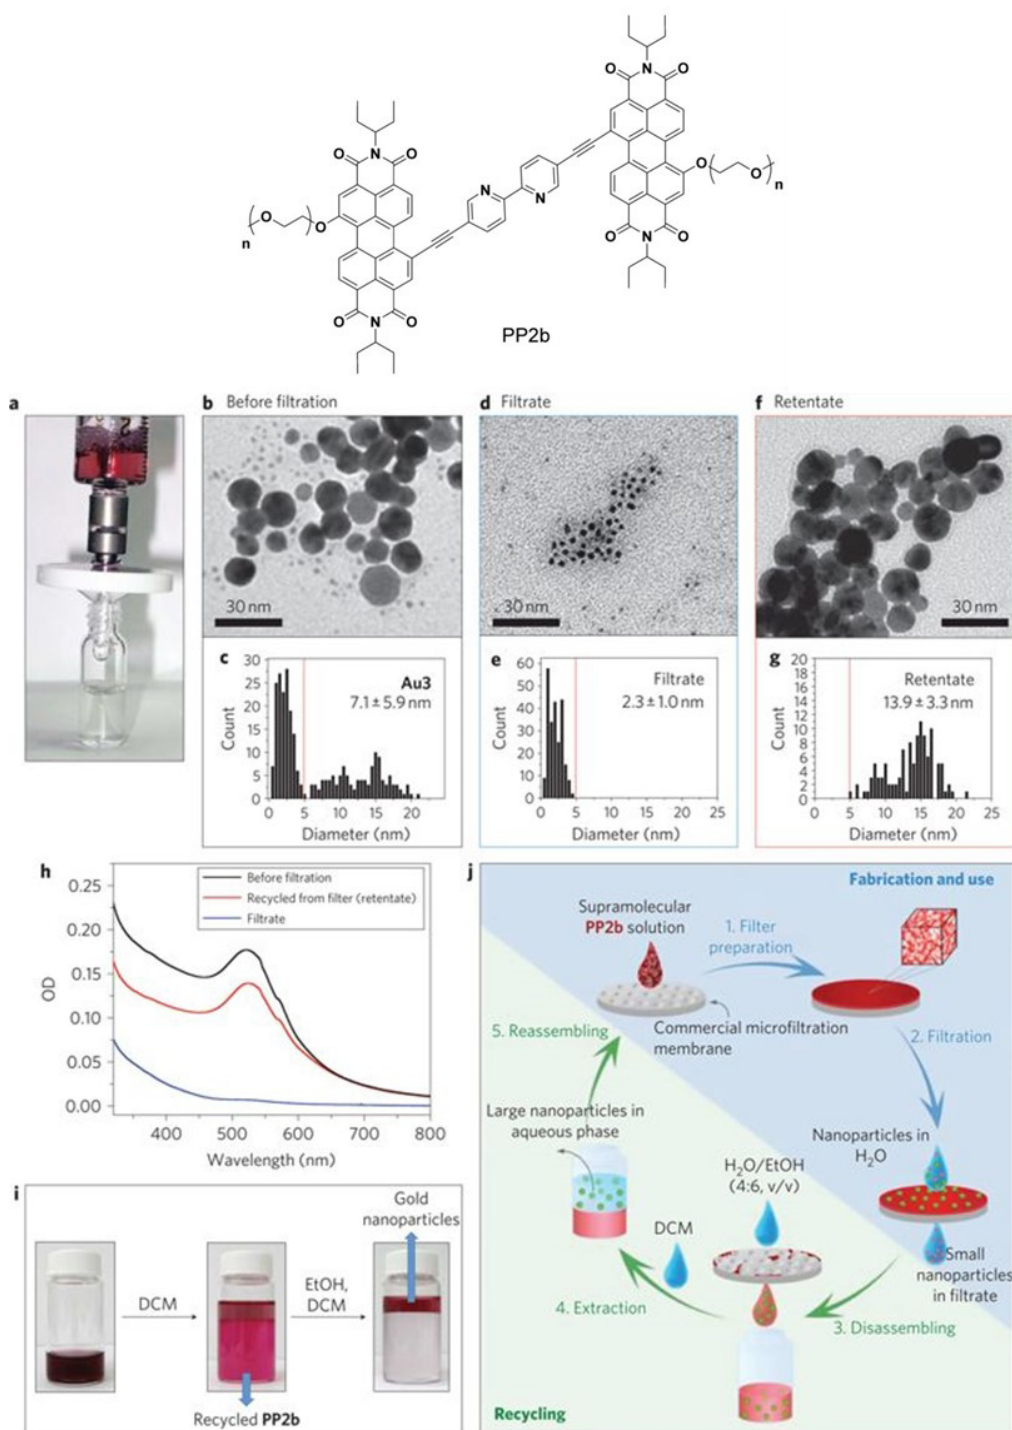 O N O
O N O
N
N
O
O
n
n
O
O
O N O
O N O
PP2b
a
b Before filtration
d Filtrate
f Retentate
2
30 nm
30 nm
30 nm
c
Au3
7.1 ± 5.9 nm
Count
30
25
20
15
10
5
0
0 5 10 15 20
Diameter (nm)
e
Filtrate
2.3 ± 1.0 nm
Count
60
50
40
30
20
10
0
0 5 10 15 20 25
Diameter (nm)
g
Retentate
13.9 ± 3.3 nm
Count
20
18
16
14
12
10
8
6
4
2
0
0 5 10 15 20 25
Diameter (nm)
h
Before filtration
Recycled from filter (retentate)
Filtrate
OD
0.25
0.20
0.15
0.10
0.05
0.00
400 500 600 700 800
Wavelength (nm)
i
DCM
EtOH,
DCM
Gold
nanoparticles
Recycled PP2b
j
Fabrication and use
Supramolecular
PP2b solution
1. Filter
preparation
Commercial microfiltration
membrane
2. Filtration
Nanoparticles in
H2O
Small
nanoparticles
in filtrate
3. Disassembling
H2O/EtOH
(4:6, v/v)
DCM
4. Extraction
Large nanoparticles in
aqueous phase
5. Reassembling
Recycling